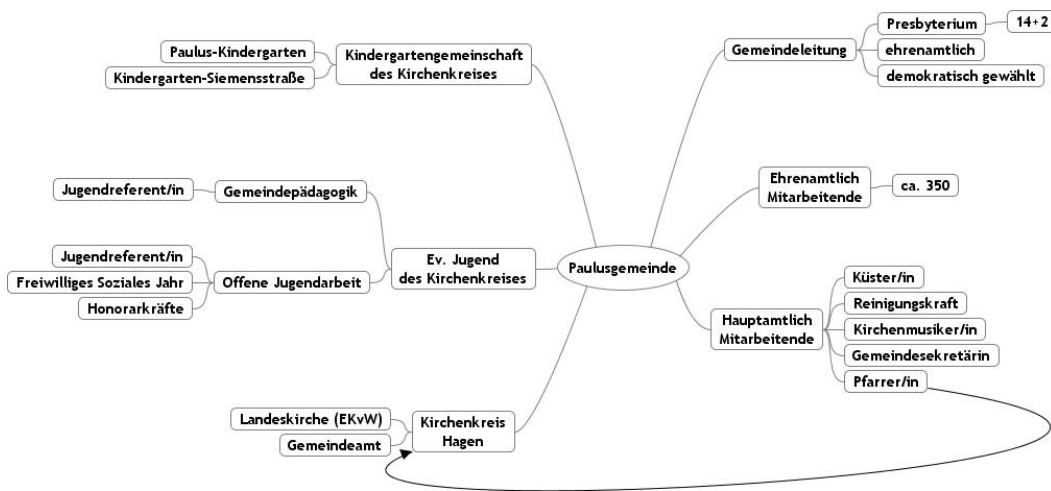 Paulus-Kindergarten
Kindergarten-Siemensstraße
Kindergartengemeinschaft
des Kirchenkreises
Jugendreferent/in
Gemeindepädagogik
Jugendreferent/in
Freiwilliges Soziales Jahr
Honorarkräfte
Offene Jugendarbeit
Ev. Jugend
des Kirchenkreises
Landeskirche (EKvW)
Gemeindeamt
Kirchenkreis
Hagen
Paulusgemeinde
Gemeindeleitung
Presbyterium
14+2
ehrenamtlich
demokratisch gewählt
Ehrenamtlich
Mitarbeitende
ca. 350
Hauptamtlich
Mitarbeitende
Küster/in
Reinigungskraft
Kirchenmusiker/in
Gemeindesekretärin
Pfarrer/in